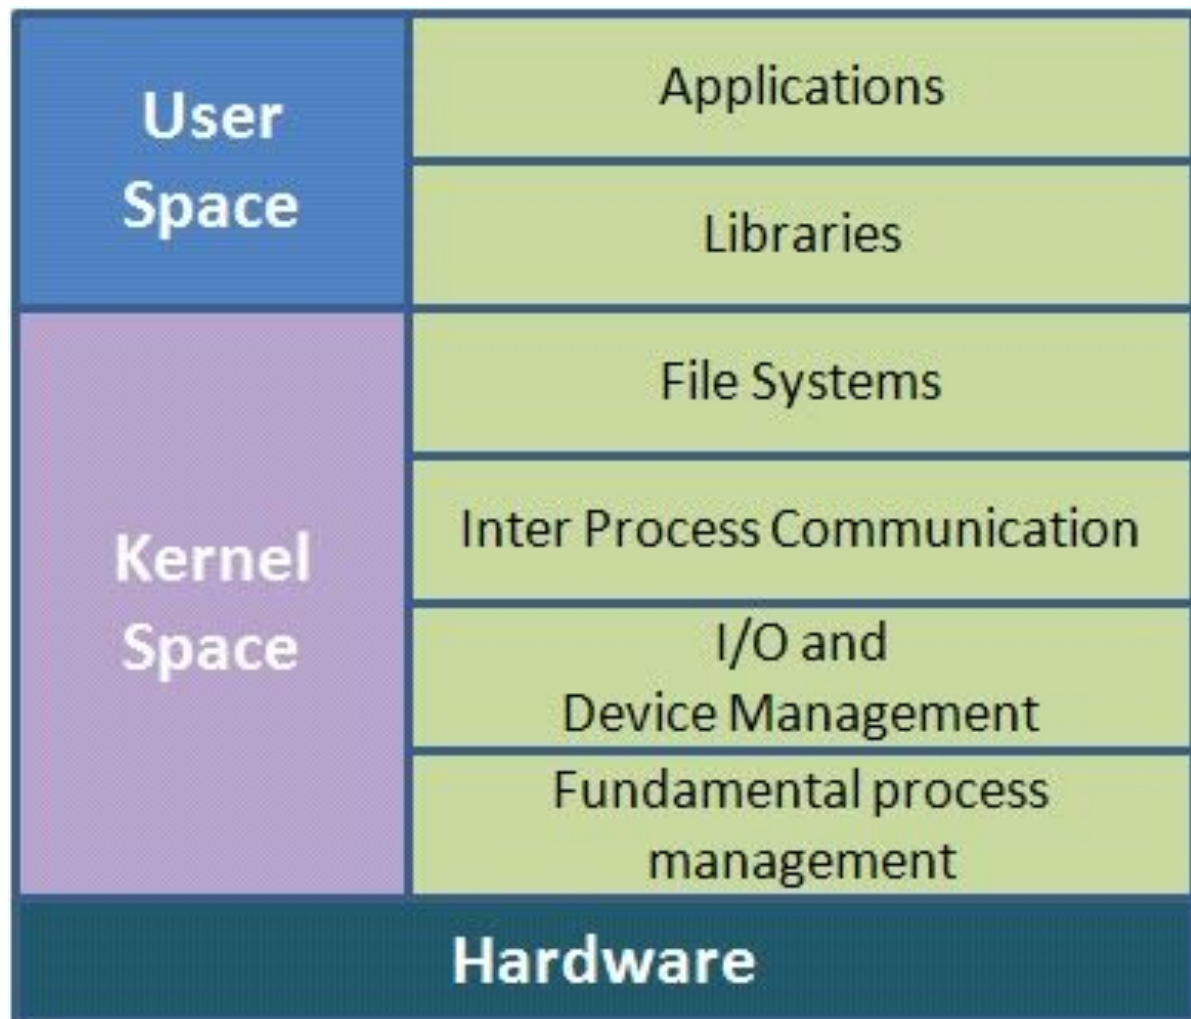 User
Space
Applications
Libraries
Kernel
Space
File Systems
Inter Process Communication
I/O and
Device Management
Fundamental process
management
Hardware